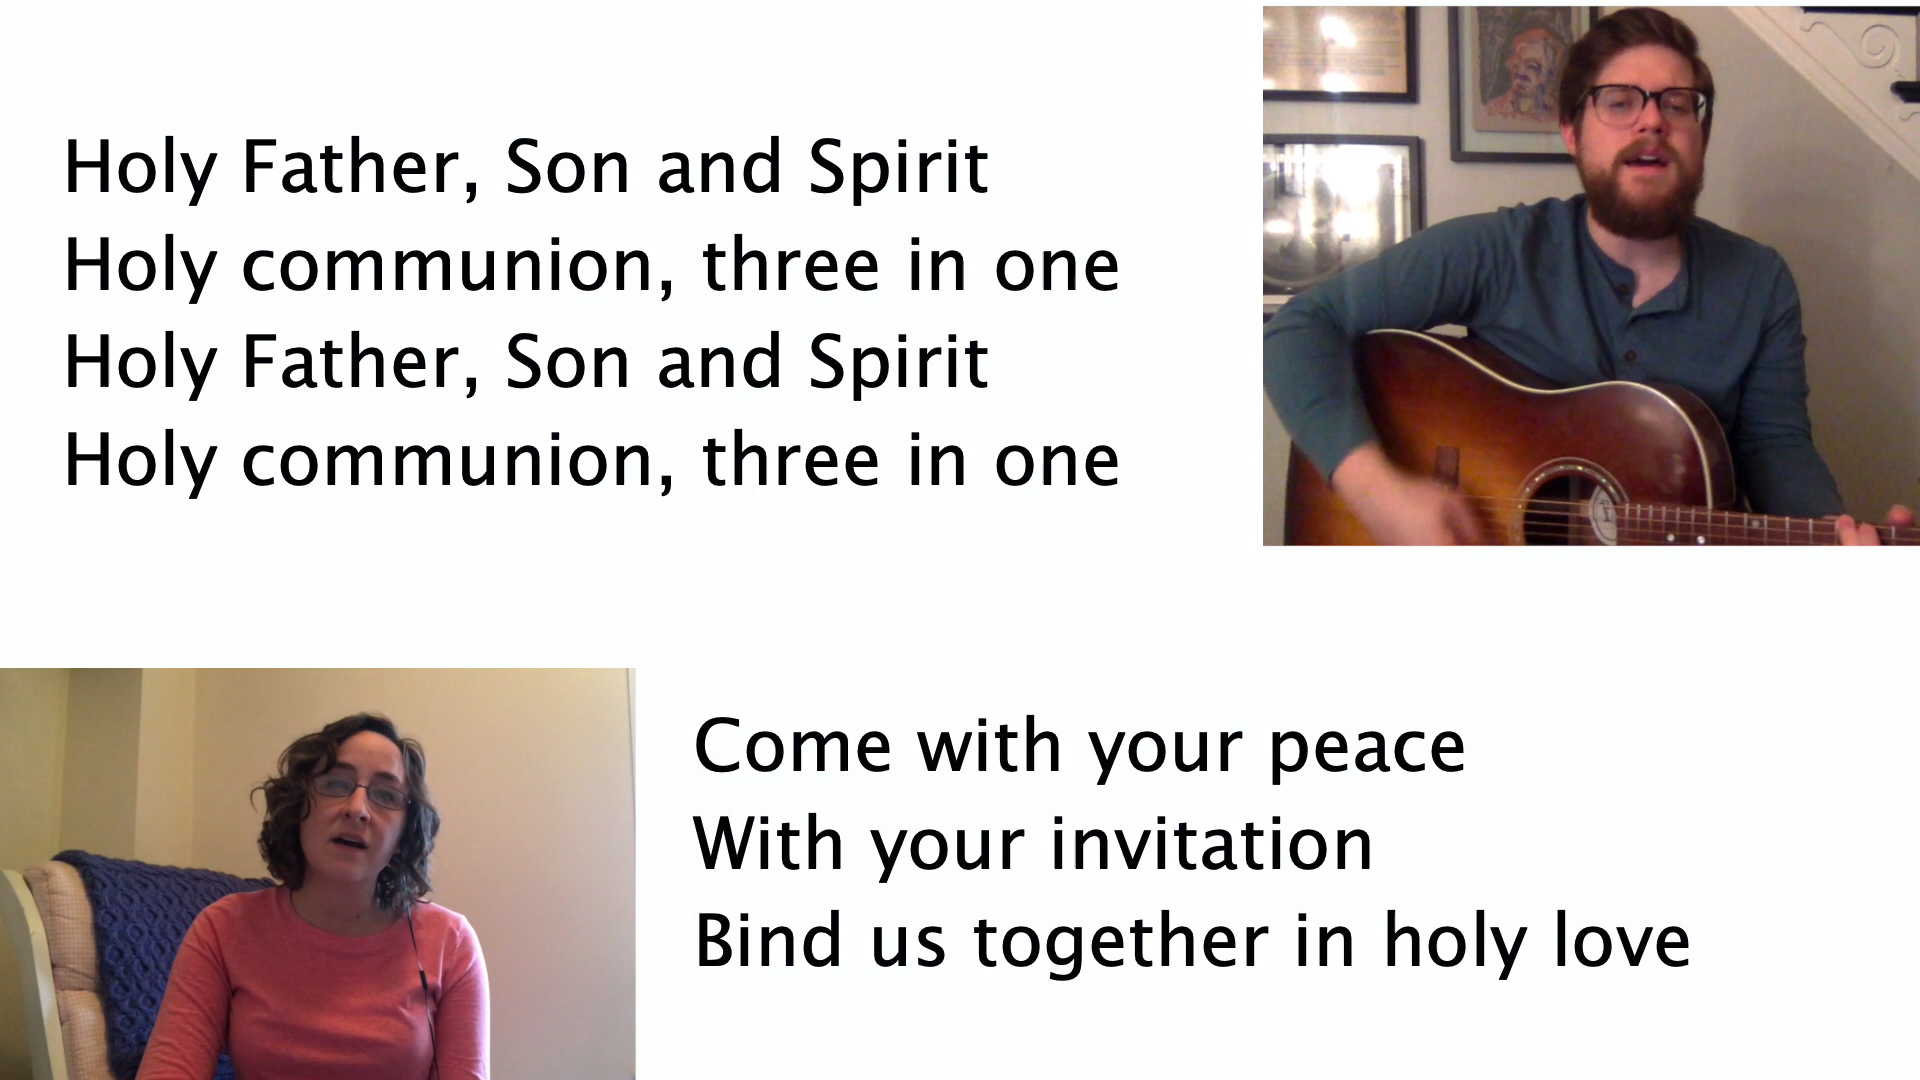 Holy Father, Son and Spirit
Holy communion, three in one
Holy Father, Son and Spirit
Holy communion, three in one
Come with your peace
With your invitation
Bind us together in holy love